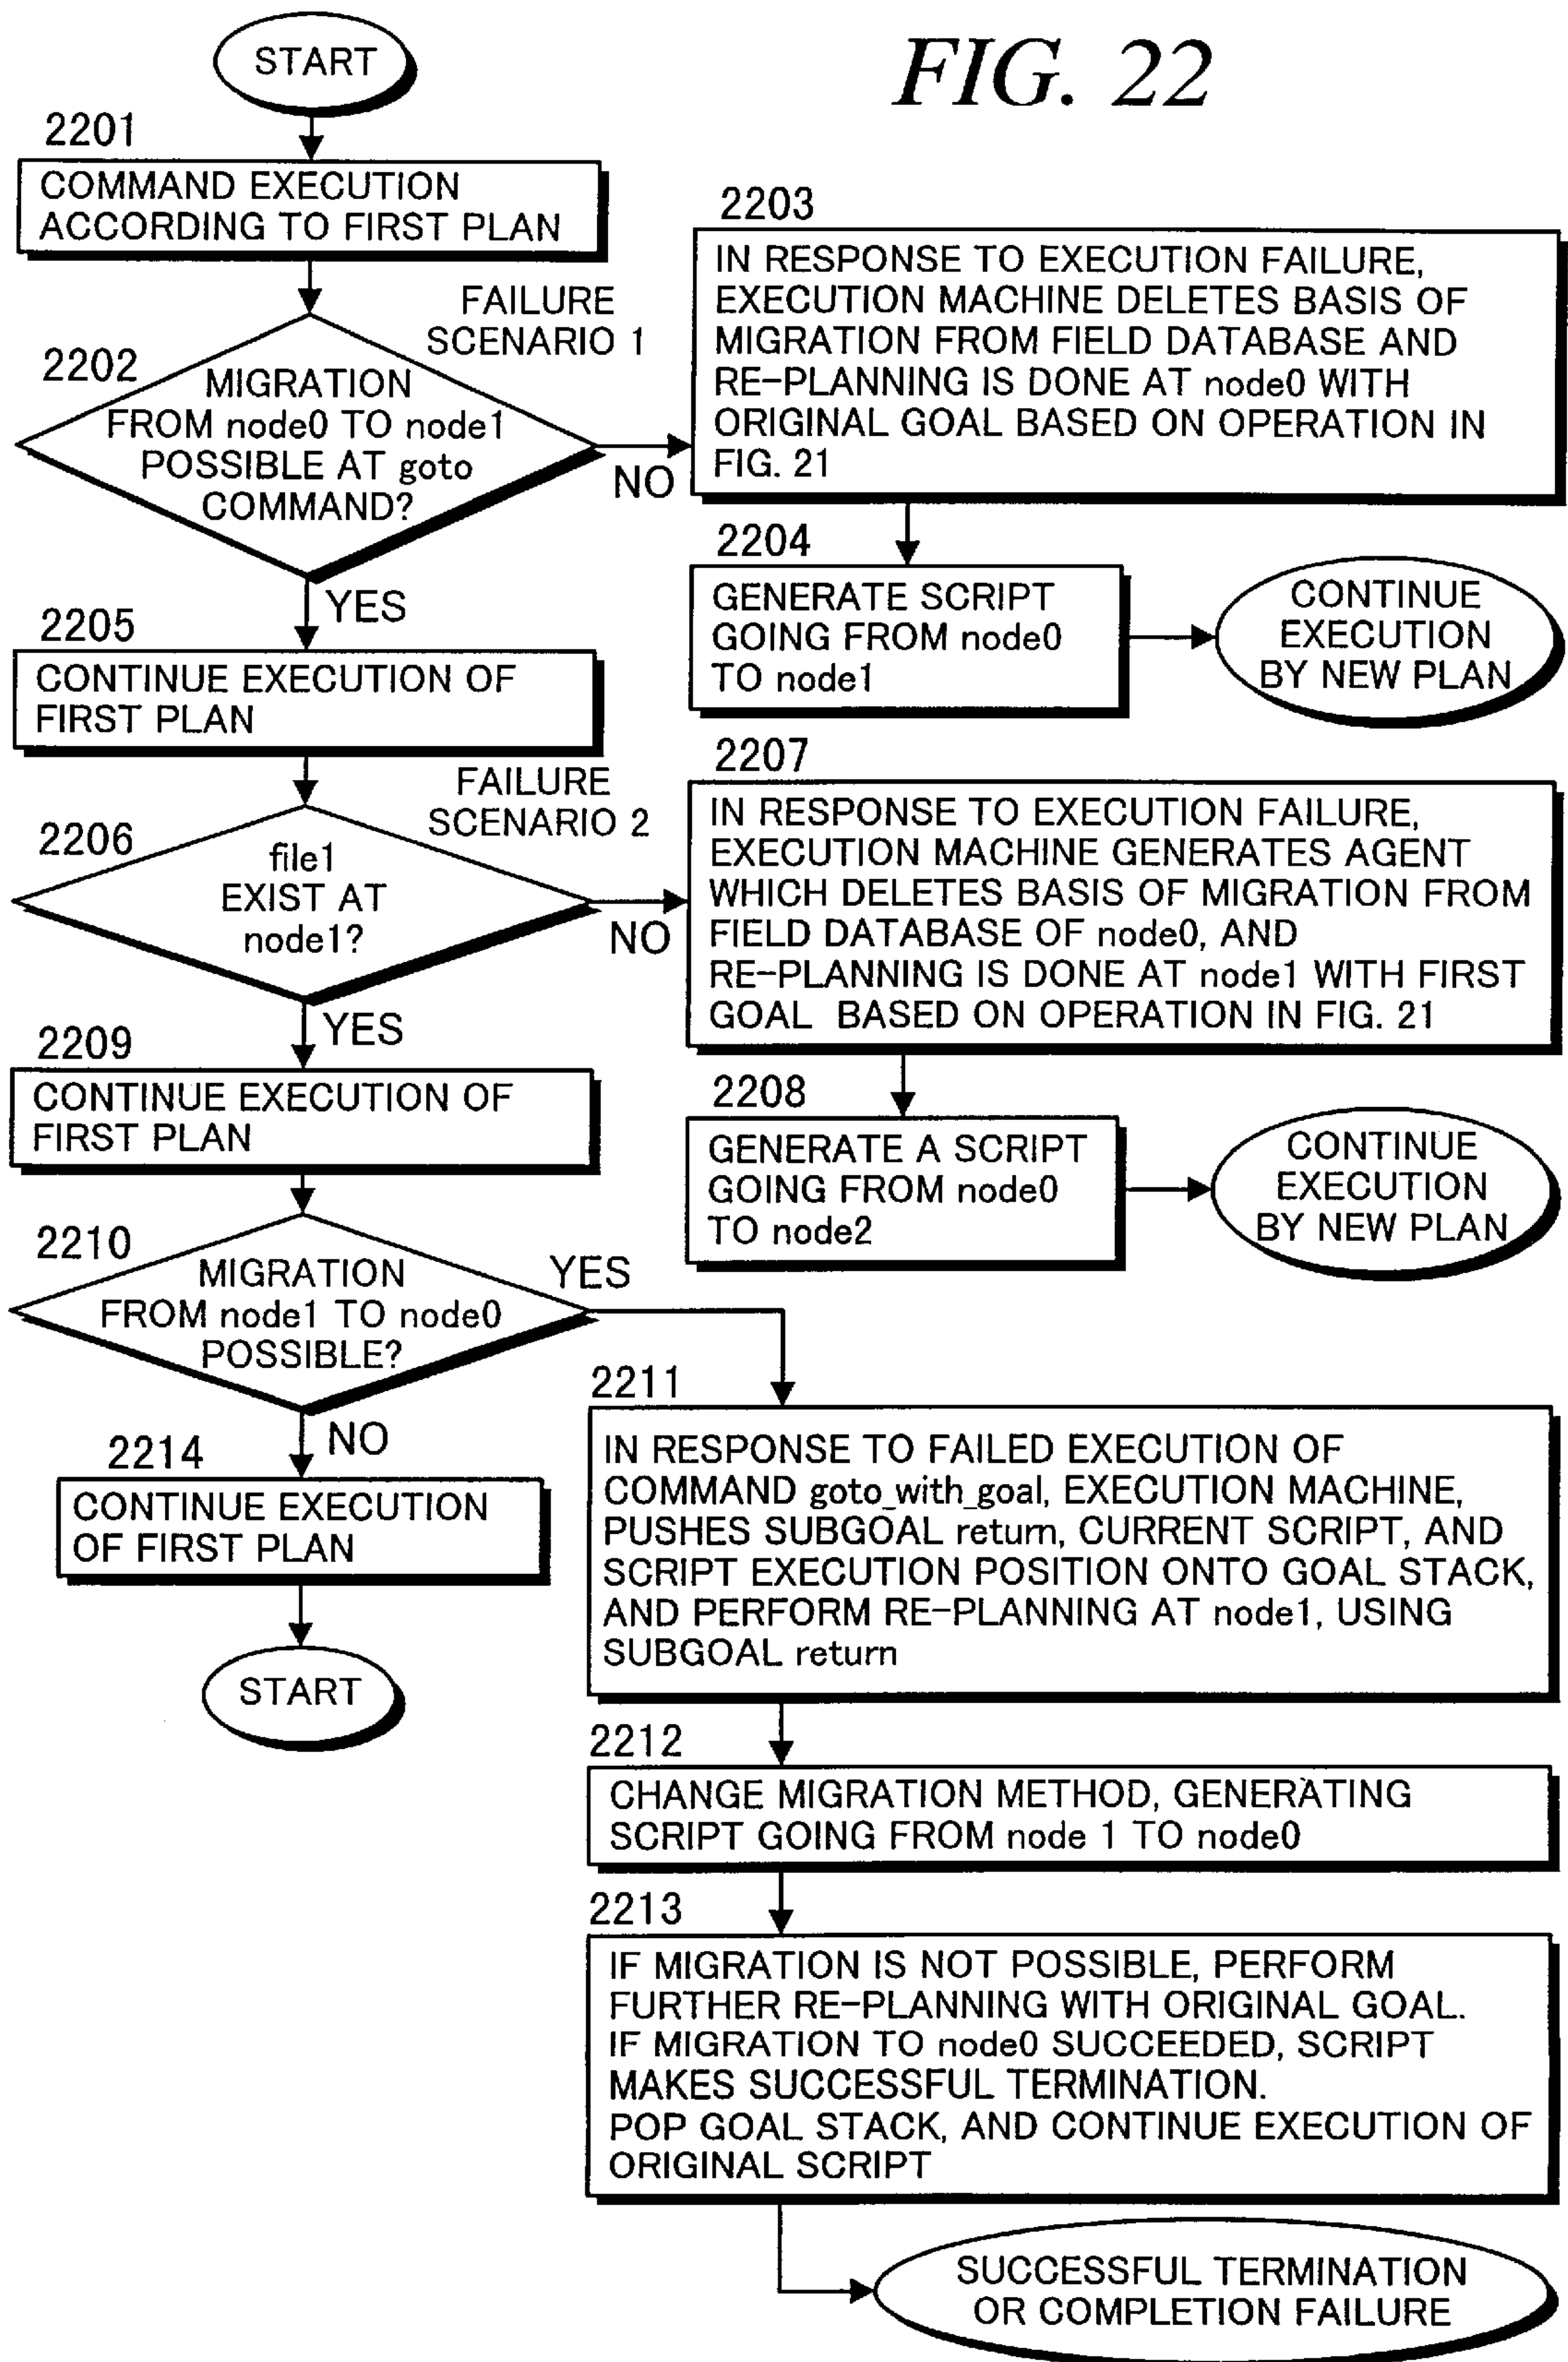 FIG. 22
START
2201
COMMAND EXECUTION
ACCORDING TO FIRST PLAN
FAILURE
SCENARIO 1
2202
MIGRATION
FROM node0 TO node1
POSSIBLE AT goto
COMMAND?
NO
YES
2203
IN RESPONSE TO EXECUTION FAILURE,
EXECUTION MACHINE DELETES BASIS OF
MIGRATION FROM FIELD DATABASE AND
RE-PLANNING IS DONE AT node0 WITH
ORIGINAL GOAL BASED ON OPERATION IN
FIG. 21
2204
GENERATE SCRIPT
GOING FROM node0
TO node1
CONTINUE
EXECUTION
BY NEW PLAN
2205
CONTINUE EXECUTION OF
FIRST PLAN
FAILURE
SCENARIO 2
2206
file1
EXIST AT
node1?
NO
YES
2207
IN RESPONSE TO EXECUTION FAILURE,
EXECUTION MACHINE GENERATES AGENT
WHICH DELETES BASIS OF MIGRATION FROM
FIELD DATABASE OF node0, AND
RE-PLANNING IS DONE AT node1 WITH FIRST
GOAL BASED ON OPERATION IN FIG. 21
2208
GENERATE A SCRIPT
GOING FROM node0
TO node2
CONTINUE
EXECUTION
BY NEW PLAN
2209
CONTINUE EXECUTION OF
FIRST PLAN
2210
MIGRATION
FROM node1 TO node0
POSSIBLE?
YES
NO
2214
CONTINUE EXECUTION
OF FIRST PLAN
START
2211
IN RESPONSE TO FAILED EXECUTION OF
COMMAND goto_with_goal, EXECUTION MACHINE,
PUSHES SUBGOAL return, CURRENT SCRIPT, AND
SCRIPT EXECUTION POSITION ONTO GOAL STACK,
AND PERFORM RE-PLANNING AT node1, USING
SUBGOAL return
2212
CHANGE MIGRATION METHOD, GENERATING
SCRIPT GOING FROM node 1 TO node0
2213
IF MIGRATION IS NOT POSSIBLE, PERFORM
FURTHER RE-PLANNING WITH ORIGINAL GOAL.
IF MIGRATION TO node0 SUCCEEDED, SCRIPT
MAKES SUCCESSFUL TERMINATION.
POP GOAL STACK, AND CONTINUE EXECUTION OF
ORIGINAL SCRIPT
SUCCESSFUL TERMINATION
OR COMPLETION FAILURE